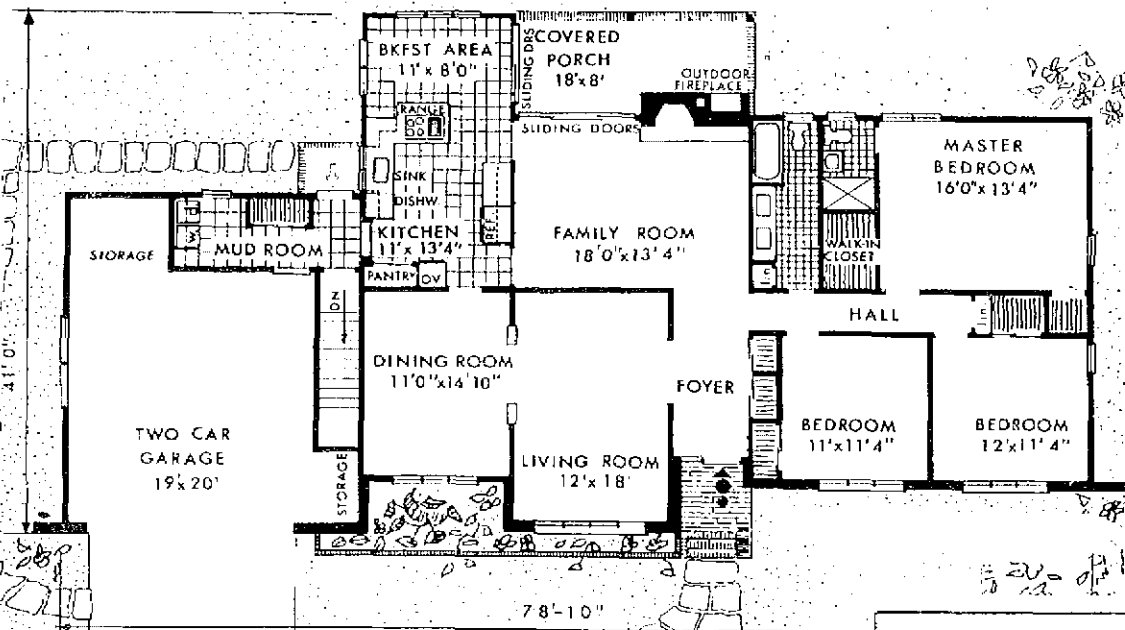 BKFST AREA
11' x 8'0"
SLIDING DRS
COVERED
PORCH
18'x8'
OUTDOOR
FIREPLACE
RANGE
SLIDING DOORS
SINK
DISHW.
REF.
KITCHEN
11' x 13'4"
PANTRY
OV
MASTER
BEDROOM
16'0"x 13'4"
STORAGE
W
MUD ROOM
FAMILY ROOM
18'0"x13'4"
WALK-IN
CLOSET
DN
HALL
Lin
41'0"
DINING ROOM
11'0"x14'10"
FOYER
TWO CAR
GARAGE
19'x 20'
STORAGE
LIVING ROOM
12'x 18'
BEDROOM
11'x11'4"
BEDROOM
12'x11'4"
78'-10"